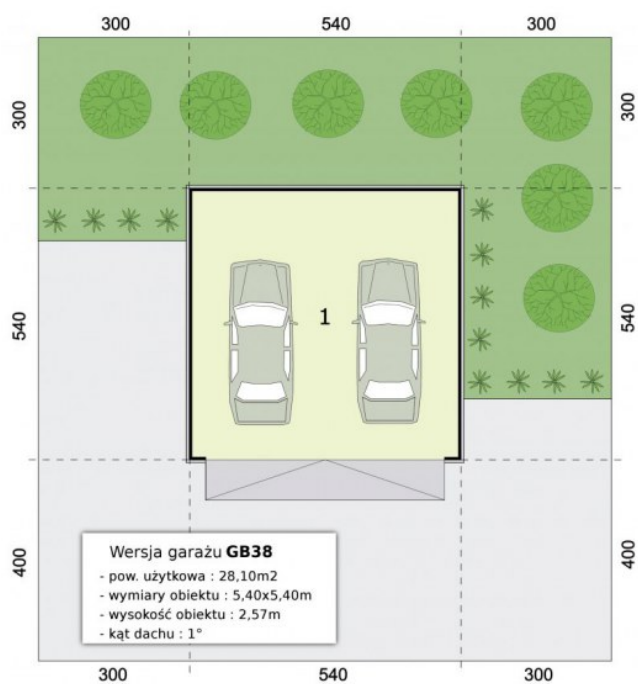 300 540 300
300 300
540 1 540
400 400
Wersja garażu GB38
- pow. użytkowa : 28,10m2
- wymiary obiektu : 5,40x5,40m
- wysokość obiektu : 2,57m
- kąt dachu : 1°
300 540 300